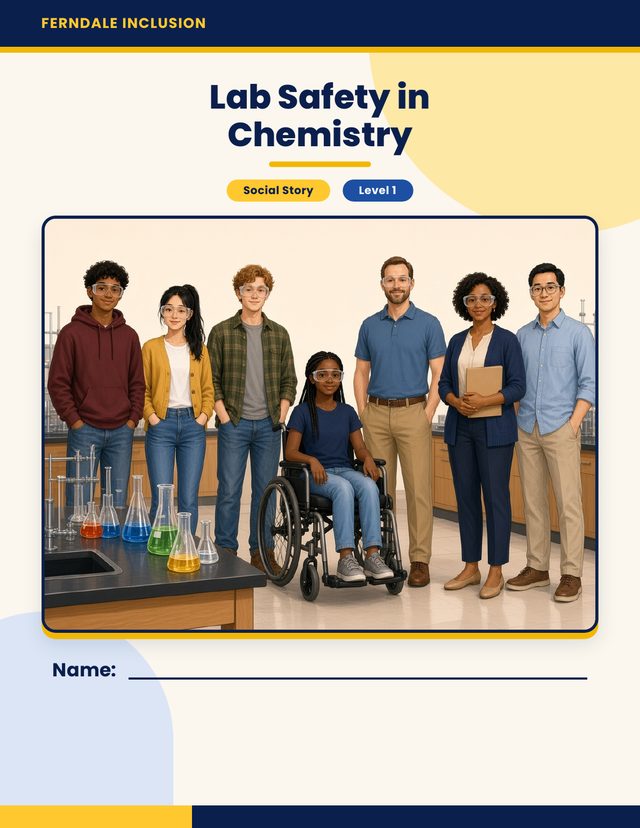 FERNDALE INCLUSION
Lab Safety in
Chemistry
Social Story
Level 1
Name: